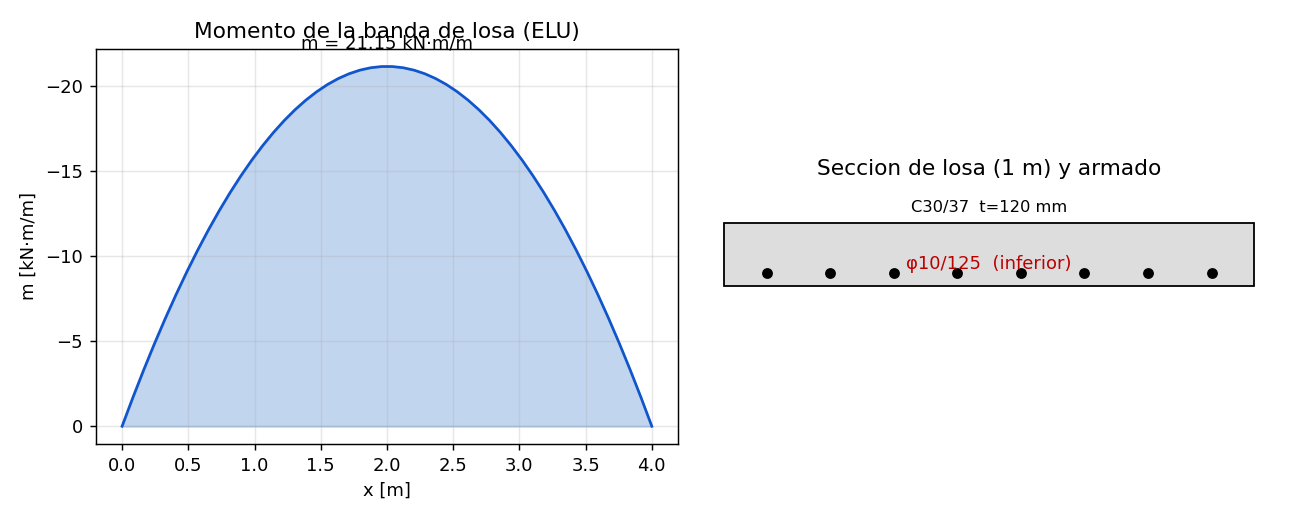 Momento de la banda de losa (ELU)
m = 21.15 kN·m/m
−20
−15
−10
−5
0
m [kN·m/m]
0.0 0.5 1.0 1.5 2.0 2.5 3.0 3.5 4.0
x [m]
Seccion de losa (1 m) y armado
C30/37 t=120 mm
φ10/125 (inferior)